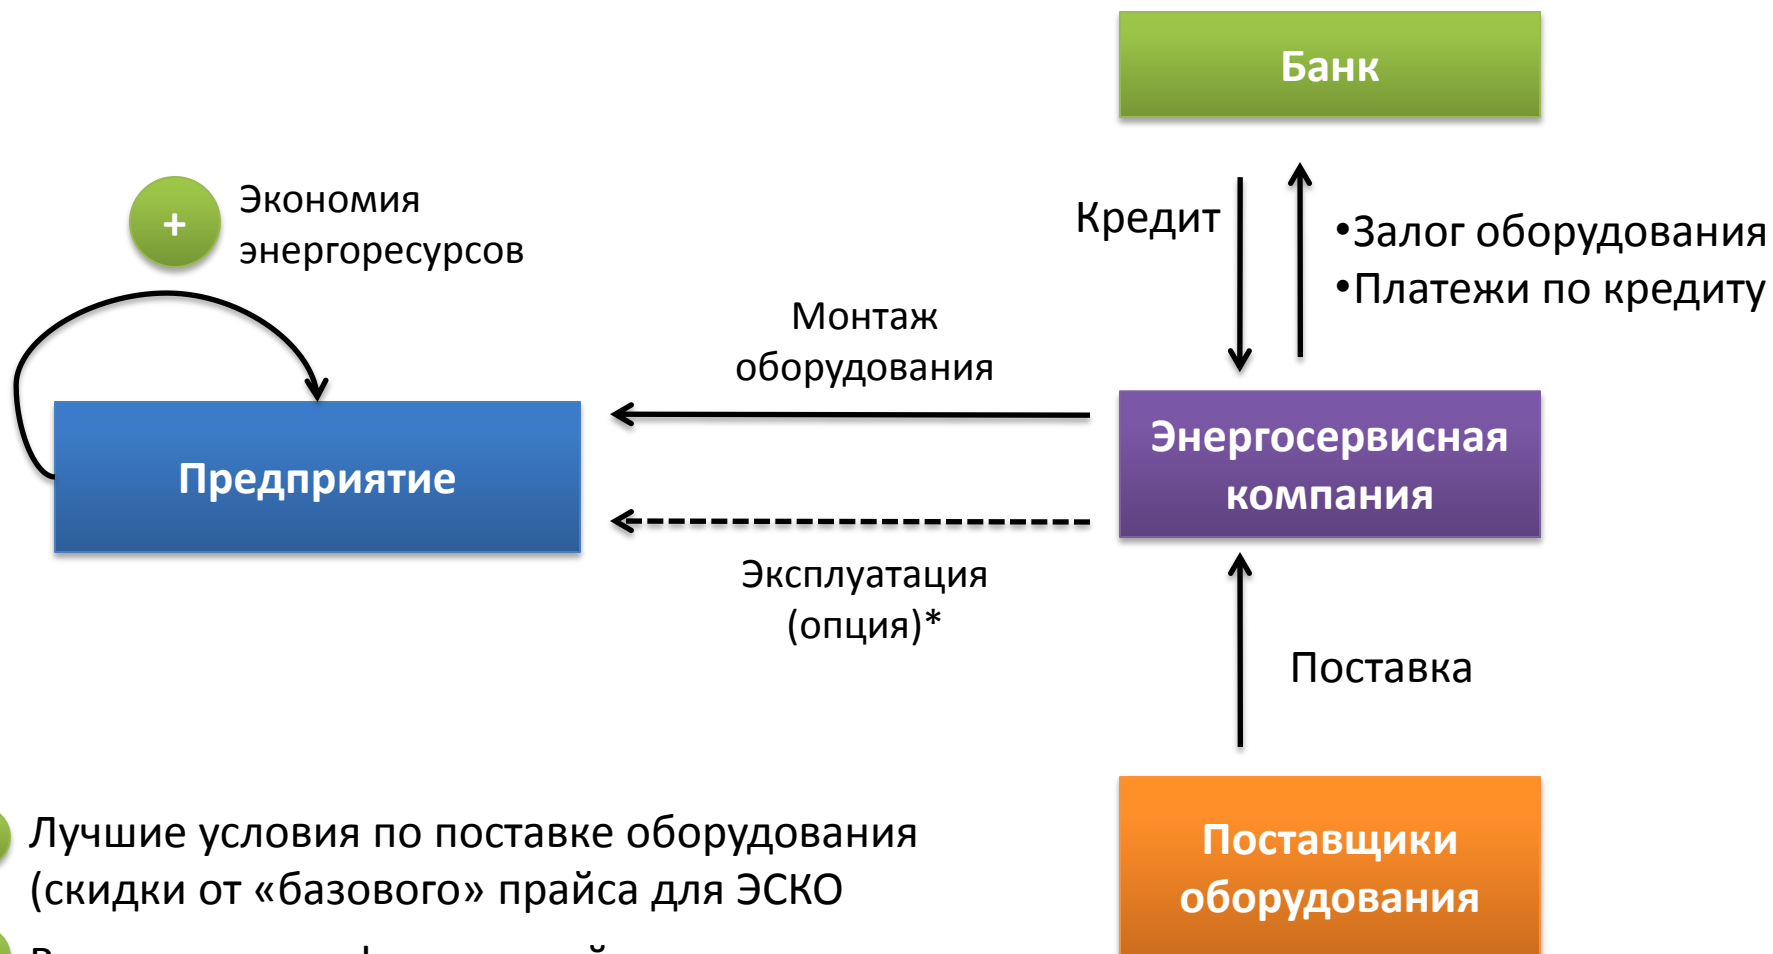 Банк
+
Экономия
энергоресурсов
Кредит
•Залог оборудования
•Платежи по кредиту
Монтаж
оборудования
Предприятие
Энергосервисная
компания
Эксплуатация
(опция)*
Поставка
Лучшие условия по поставке оборудования
(скидки от «базового» прайса для ЭСКО
Поставщики
оборудования